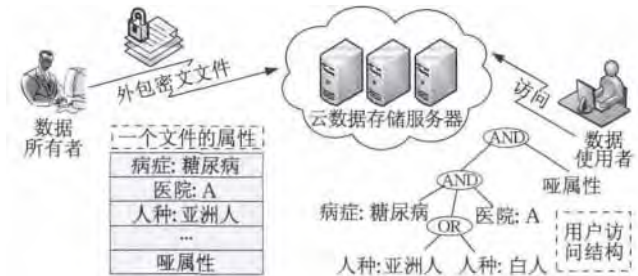 外包密文文件
云数据存储服务器
访问
数据
所有者
数据
使用者
一个文件的属性
病症: 糖尿病
医院: A
人种: 亚洲人
...
哑属性
AND
AND
哑属性
病症: 糖尿病
医院: A
OR
人种: 亚洲人
人种: 白人
用户访
问结构